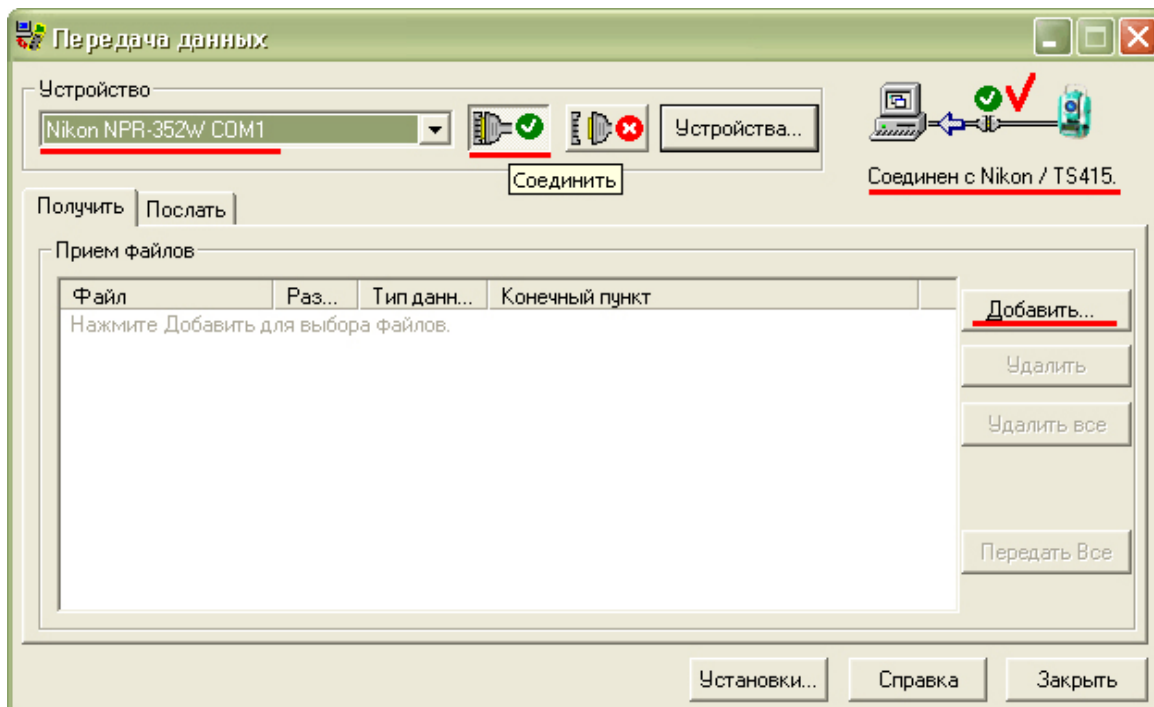 Передача данных
Устройство
Nikon NPR-352W COM1
Устройства...
Соединить
Соединен с Nikon / TS415.
Получить
Послать
Прием файлов
Файл Раз... Тип данн... Конечный пункт
Нажмите Добавить для выбора файлов.
Добавить...
Удалить
Удалить все
Передать Все
Установки... Справка Закрыть